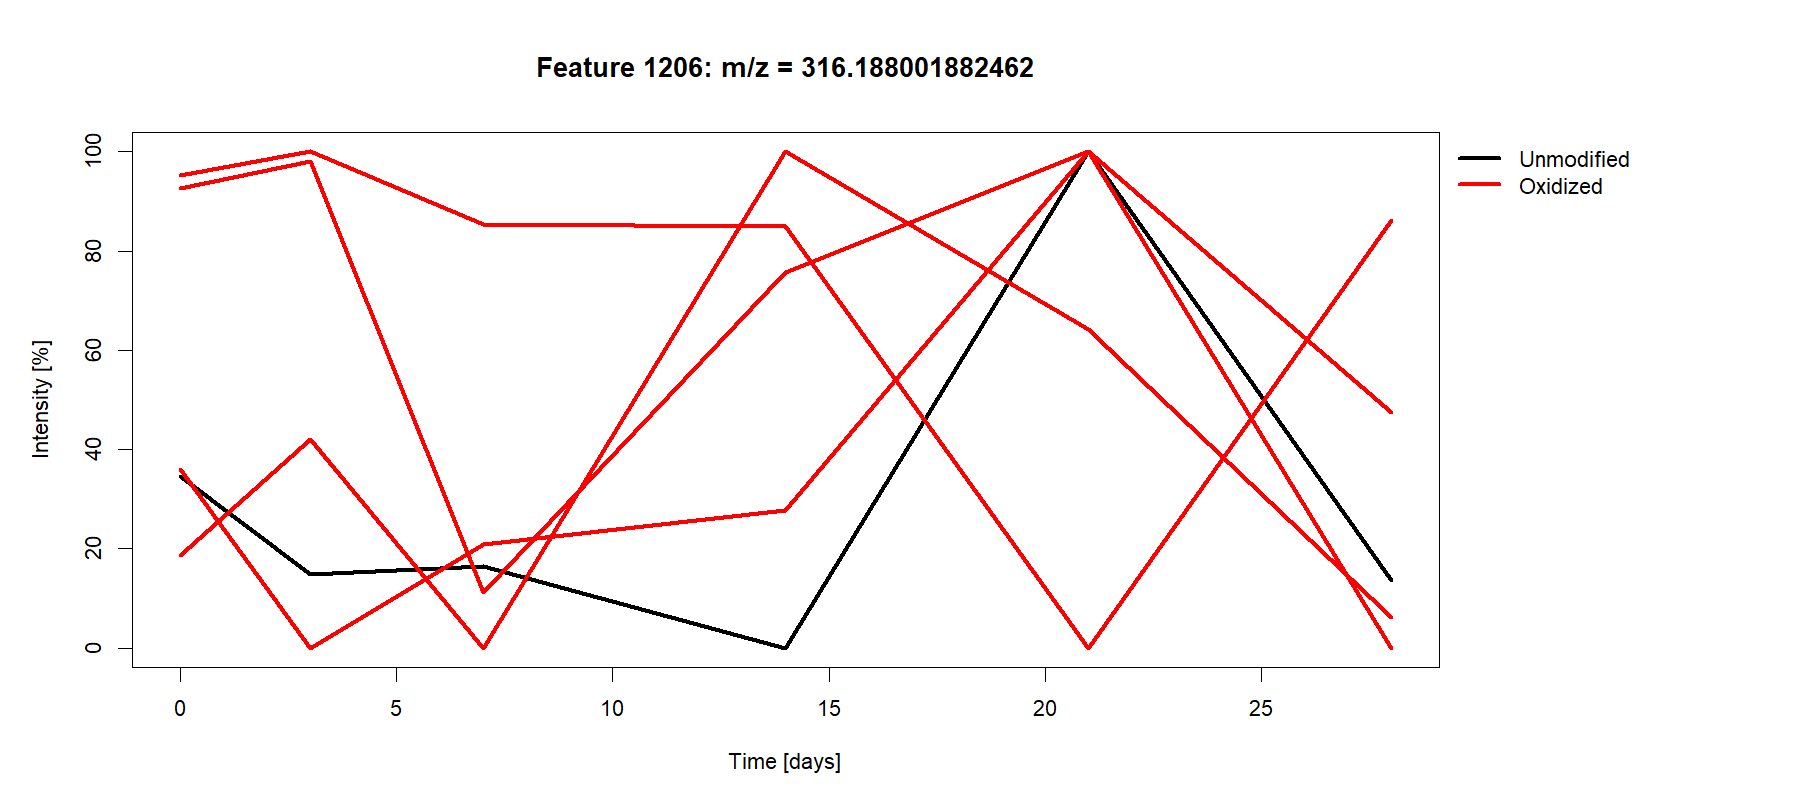 Feature 1206: m/z = 316.188001882462
Unmodified
Oxidized
Intensity [%]
100
80
60
40
20
0
0 5 10 15 20 25
Time [days]